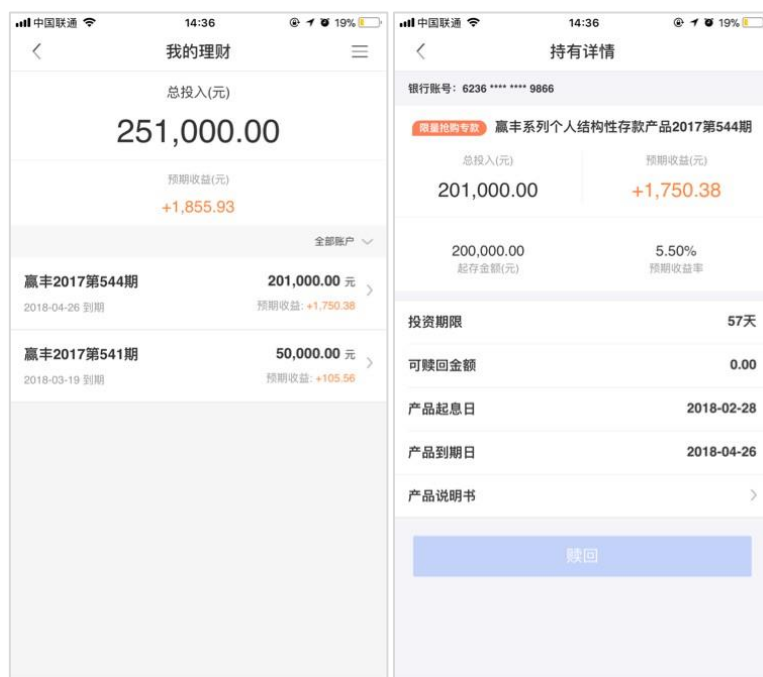 中国联通 14:36 19%
我的理财
总投入(元)
251,000.00
预期收益(元)
+1,855.93
全部账户
赢丰2017第544期 201,000.00 元
2018-04-26 到期 预期收益: +1,750.38
赢丰2017第541期 50,000.00 元
2018-03-19 到期 预期收益: +105.56
中国联通 14:36 19%
持有详情
银行账号: 6236 **** **** 9866
限量抢购专款 赢丰系列个人结构性存款产品2017第544期
总投入(元) 预期收益(元)
201,000.00 +1,750.38
200,000.00 5.50%
起存金额(元) 预期收益率
投资期限 57天
可赎回金额 0.00
产品起息日 2018-02-28
产品到期日 2018-04-26
产品说明书
赎回